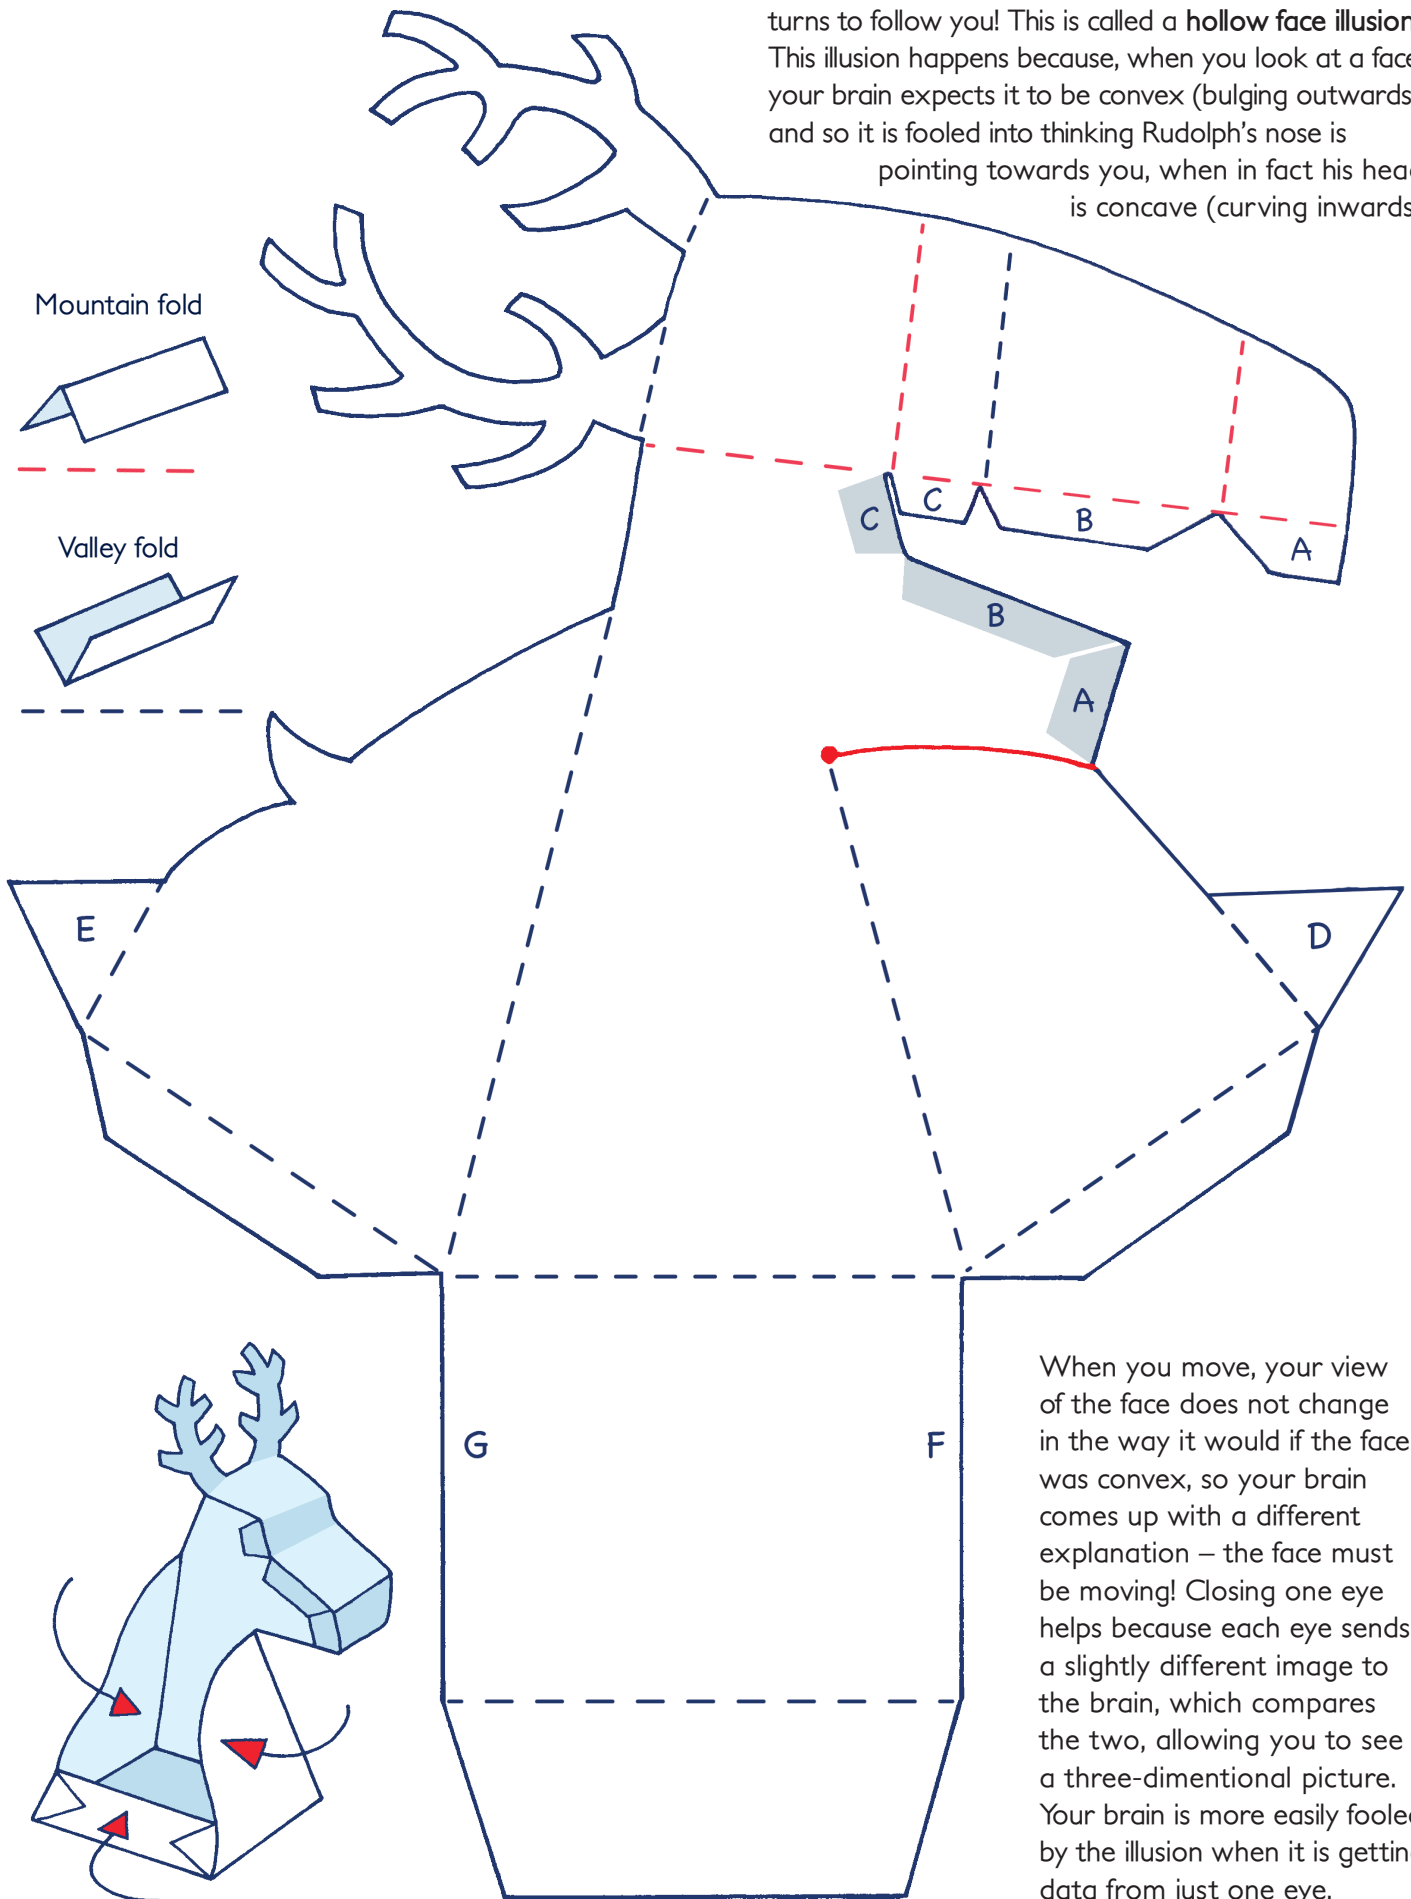 turns to follow you! This is called a hollow face illusion
This illusion happens because, when you look at a face
your brain expects it to be convex (bulging outwards
and so it is fooled into thinking Rudolph's nose is
pointing towards you, when in fact his head
is concave (curving inwards
Mountain fold
Valley fold
C
C
B
A
B
A
E
D
G
F
When you move, your view
of the face does not change
in the way it would if the face
was convex, so your brain
comes up with a different
explanation – the face must
be moving! Closing one eye
helps because each eye sends
a slightly different image to
the brain, which compares
the two, allowing you to see
a three-dimentional picture.
Your brain is more easily fooled
by the illusion when it is getting
data from just one eye.